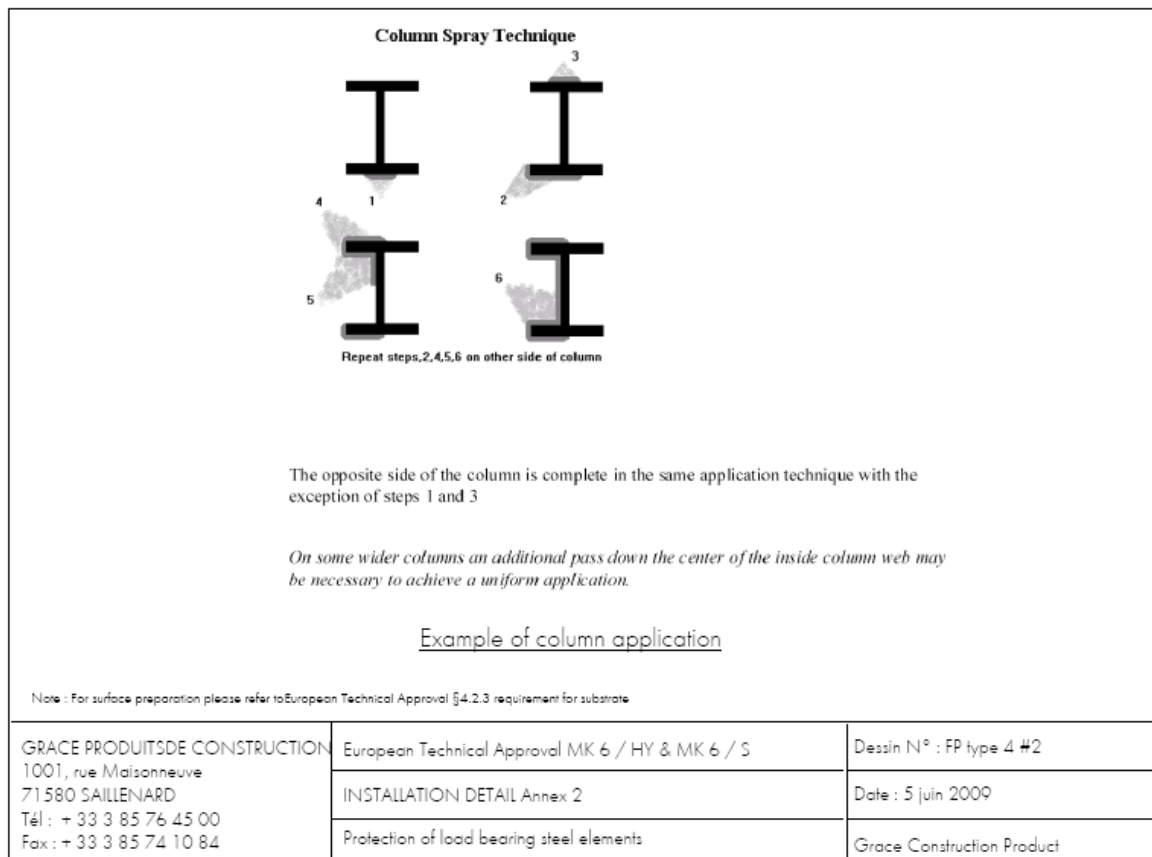 Column Spray Technique
3
1
2
4
5
6
Repeat steps,2,4,5,6 on other side of column
The opposite side of the column is complete in the same application technique with the
exception of steps 1 and 3
On some wider columns an additional pass down the center of the inside column web may
be necessary to achieve a uniform application.
Example of column application
Note : For surface preparation please refer toEuropean Technical Approval §4.2.3 requirement for substrate
GRACE PRODUITSDE CONSTRUCTION
1001, rue Maisonneuve
71580 SAILLENARD
Tél : + 33 3 85 76 45 00
Fax : + 33 3 85 74 10 84
European Technical Approval MK 6 / HY & MK 6 / S
INSTALLATION DETAIL Annex 2
Protection of load bearing steel elements
Dessin N° : FP type 4 #2
Date : 5 juin 2009
Grace Construction Product